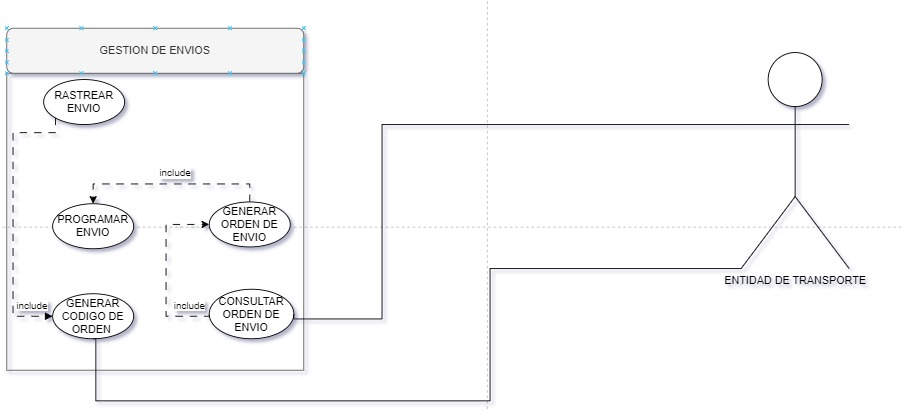 GESTION DE ENVIOS
RASTREAR
ENVIO
include
PROGRAMAR
ENVIO
GENERAR
ORDEN DE
ENVIO
ENTIDAD DE TRANSPORTE
include
GENERAR
CODIGO DE
ORDEN
include
CONSULTAR
ORDEN DE
ENVIO